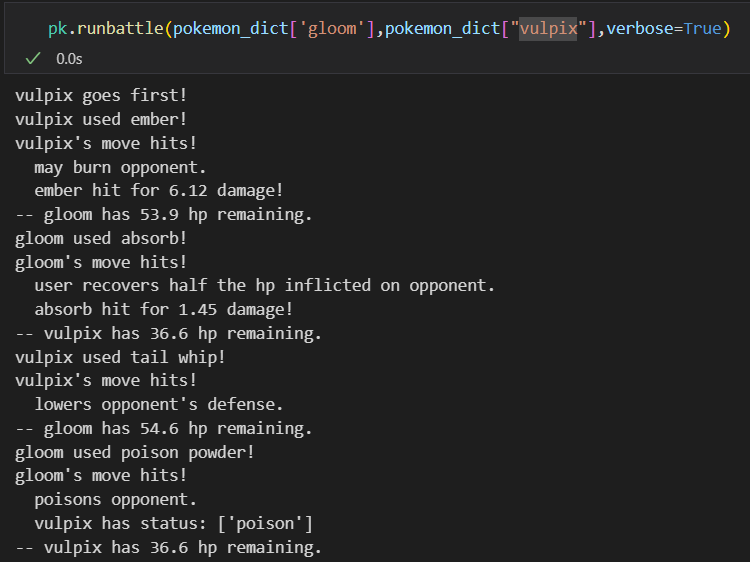 pk.runbattle(pokemon_dict['gloom'],pokemon_dict["vulpix"],verbose=True)
0.0s
vulpix goes first!
vulpix used ember!
vulpix's move hits!
  may burn opponent.
  ember hit for 6.12 damage!
-- gloom has 53.9 hp remaining.
gloom used absorb!
gloom's move hits!
  user recovers half the hp inflicted on opponent.
  absorb hit for 1.45 damage!
-- vulpix has 36.6 hp remaining.
vulpix used tail whip!
vulpix's move hits!
  lowers opponent's defense.
-- gloom has 54.6 hp remaining.
gloom used poison powder!
gloom's move hits!
  poisons opponent.
  vulpix has status: ['poison']
-- vulpix has 36.6 hp remaining.